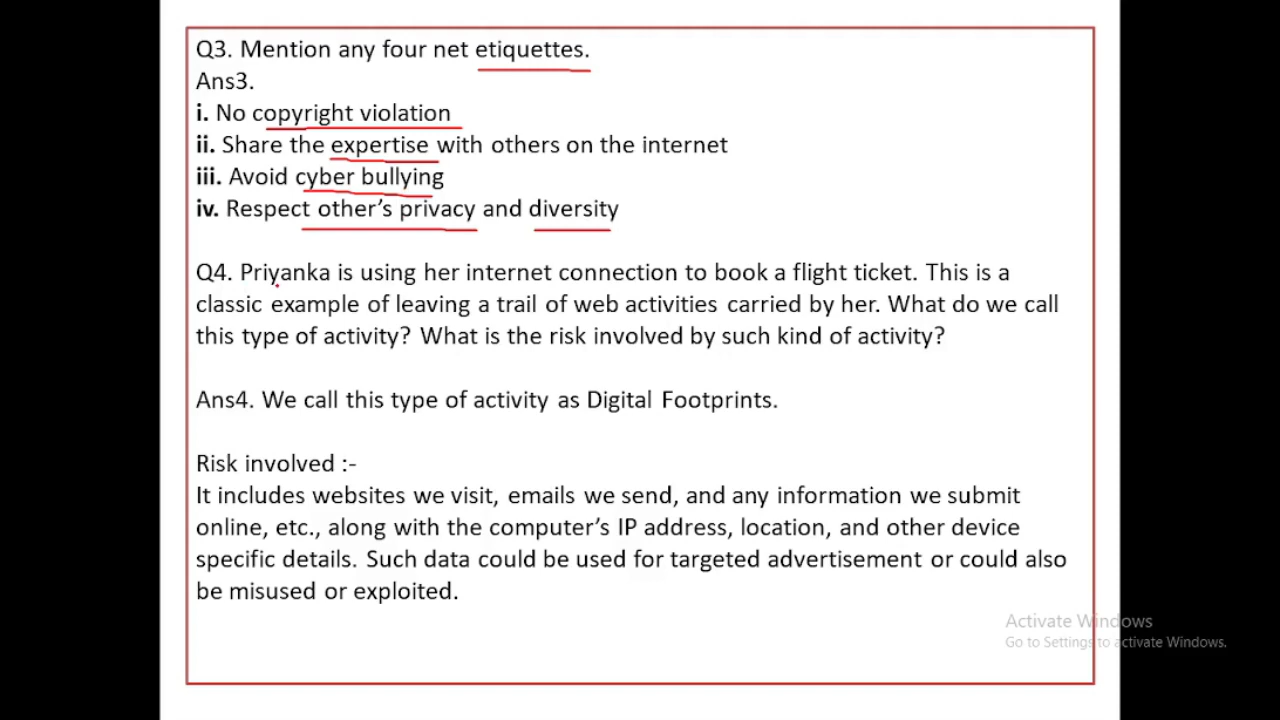 Q3. Mention any four net etiquettes.
Ans3.
i. No copyright violation
ii. Share the expertise with others on the internet
iii. Avoid cyber bullying
iv. Respect other’s privacy and diversity
Q4. Priyanka is using her internet connection to book a flight ticket. This is a
classic example of leaving a trail of web activities carried by her. What do we call
this type of activity? What is the risk involved by such kind of activity?
Ans4. We call this type of activity as Digital Footprints.
Risk involved :-
It includes websites we visit, emails we send, and any information we submit
online, etc., along with the computer’s IP address, location, and other device
specific details. Such data could be used for targeted advertisement or could also
be misused or exploited.
Activate Windows
Go to Settings to activate Windows.